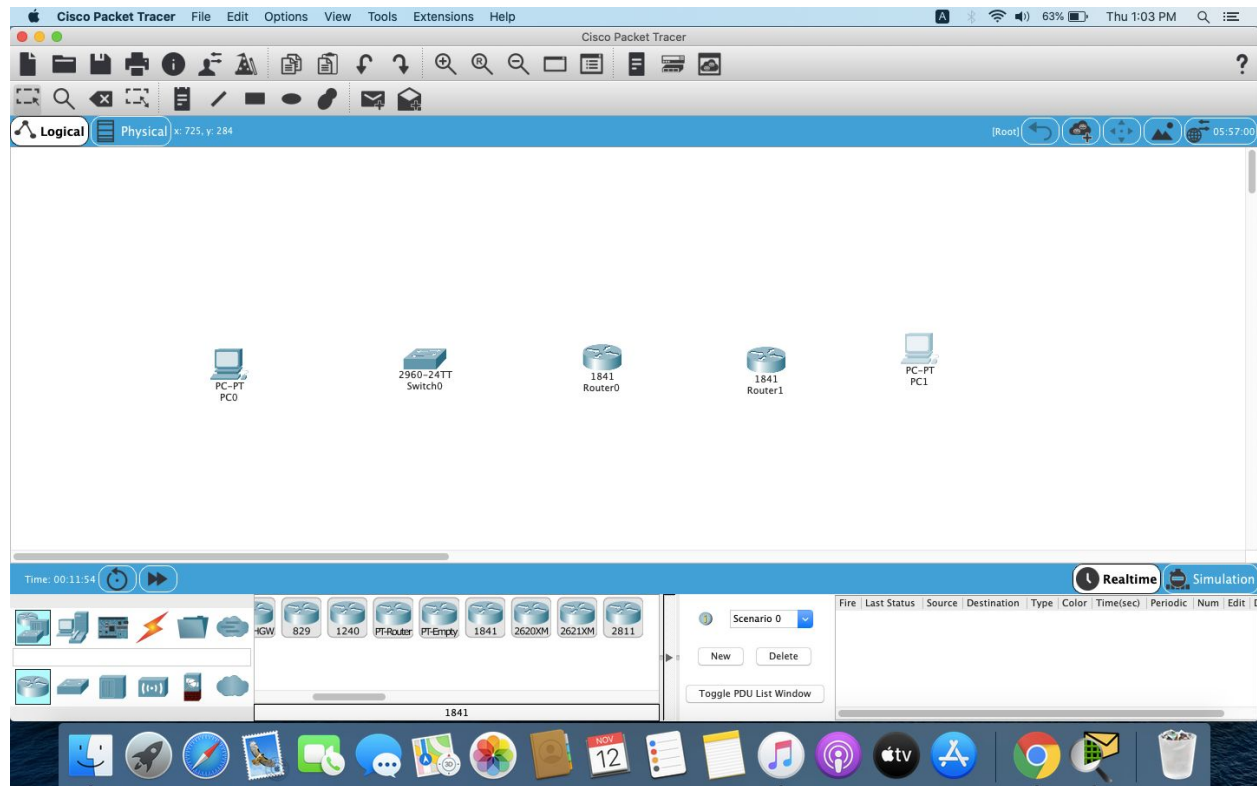 Cisco Packet Tracer File Edit Options View Tools Extensions Help A 63% Thu 1:03 PM
Cisco Packet Tracer
?
Logical Physical x: 725, y: 284 [Root] 05:57:00
PC-PT
PC0
2960-24TT
Switch0
1841
Router0
1841
Router1
PC-PT
PC1
Time: 00:11:54 Realtime Simulation
HGW 829 1240 PT-Router PT-Empty 1841 2620XM 2621XM 2811
1841
Scenario 0
New Delete
Toggle PDU List Window
Fire Last Status Source Destination Type Color Time(sec) Periodic Num Edit D
NOV
12
tv